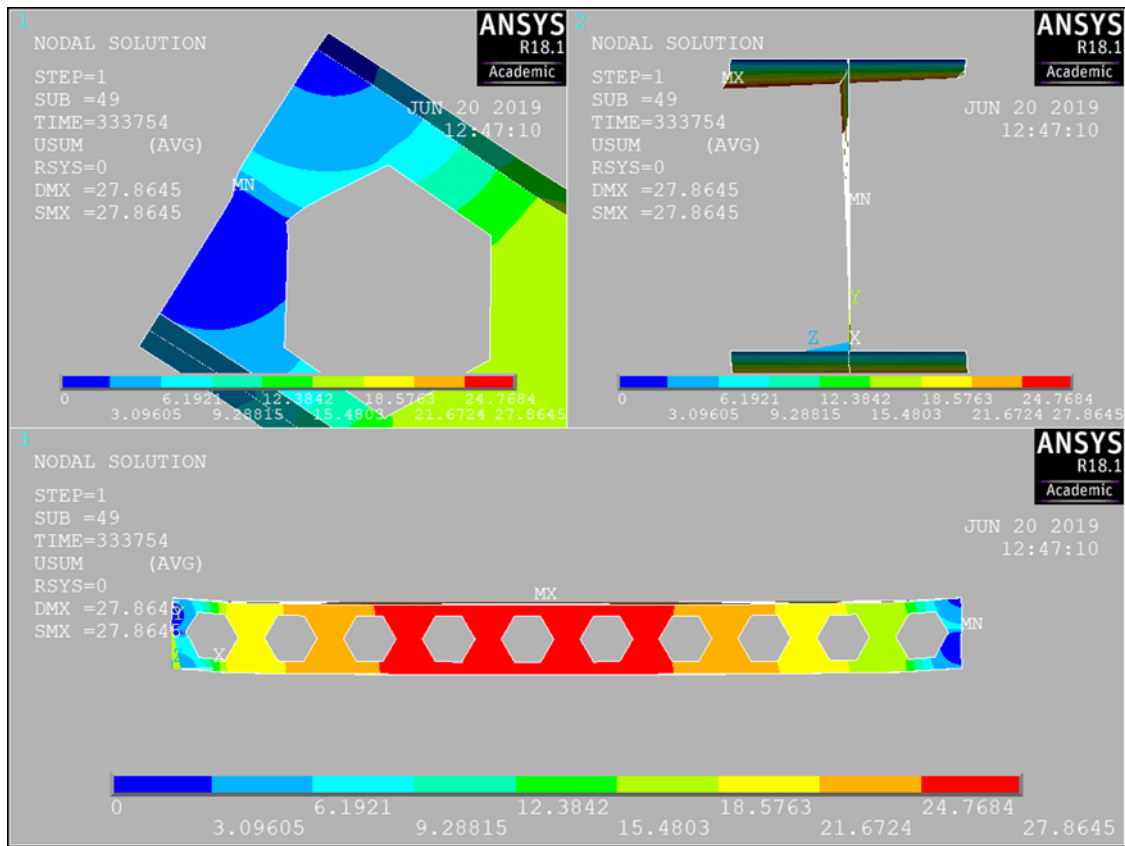 1
NODAL SOLUTION
STEP=1
SUB =49
TIME=333754
USUM (AVG)
RSYS=0
DMX =27.8645
SMX =27.8645
ANSYS
R18.1
Academic
JUN 20 2019
12:47:10
MN
0 6.1921 12.3842 18.5763 24.7684
3.09605 9.28815 15.4803 21.6724 27.8645
2
NODAL SOLUTION
STEP=1
SUB =49
TIME=333754
USUM (AVG)
RSYS=0
DMX =27.8645
SMX =27.8645
ANSYS
R18.1
Academic
JUN 20 2019
12:47:10
MX
MN
Y
Z X
0 6.1921 12.3842 18.5763 24.7684
3.09605 9.28815 15.4803 21.6724 27.8645
3
NODAL SOLUTION
STEP=1
SUB =49
TIME=333754
USUM (AVG)
RSYS=0
DMX =27.8645
SMX =27.8645
ANSYS
R18.1
Academic
JUN 20 2019
12:47:10
MX
MN
Y
Z X
0 6.1921 12.3842 18.5763 24.7684
3.09605 9.28815 15.4803 21.6724 27.8645